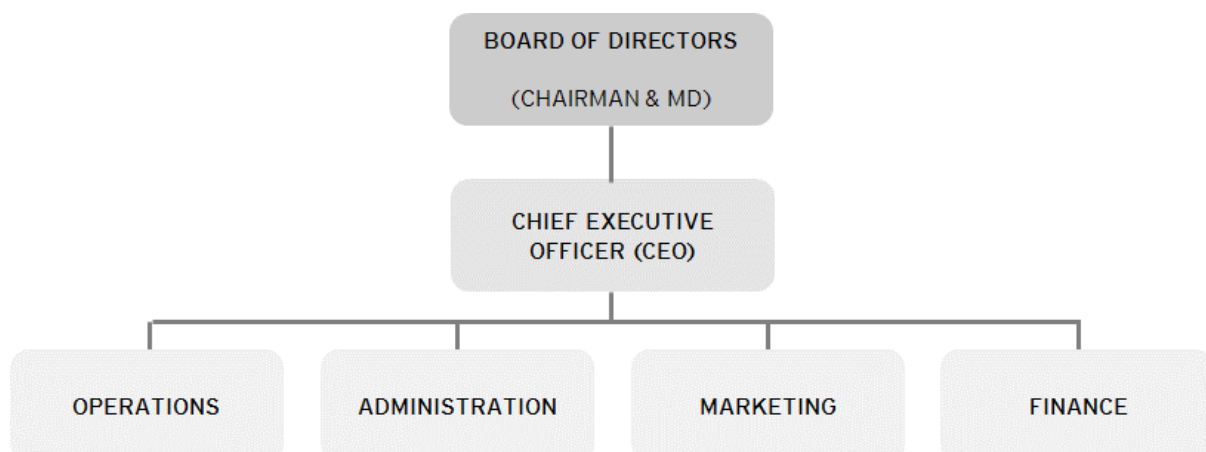 BOARD OF DIRECTORS
(CHAIRMAN & MD)
CHIEF EXECUTIVE
OFFICER (CEO)
OPERATIONS
ADMINISTRATION
MARKETING
FINANCE